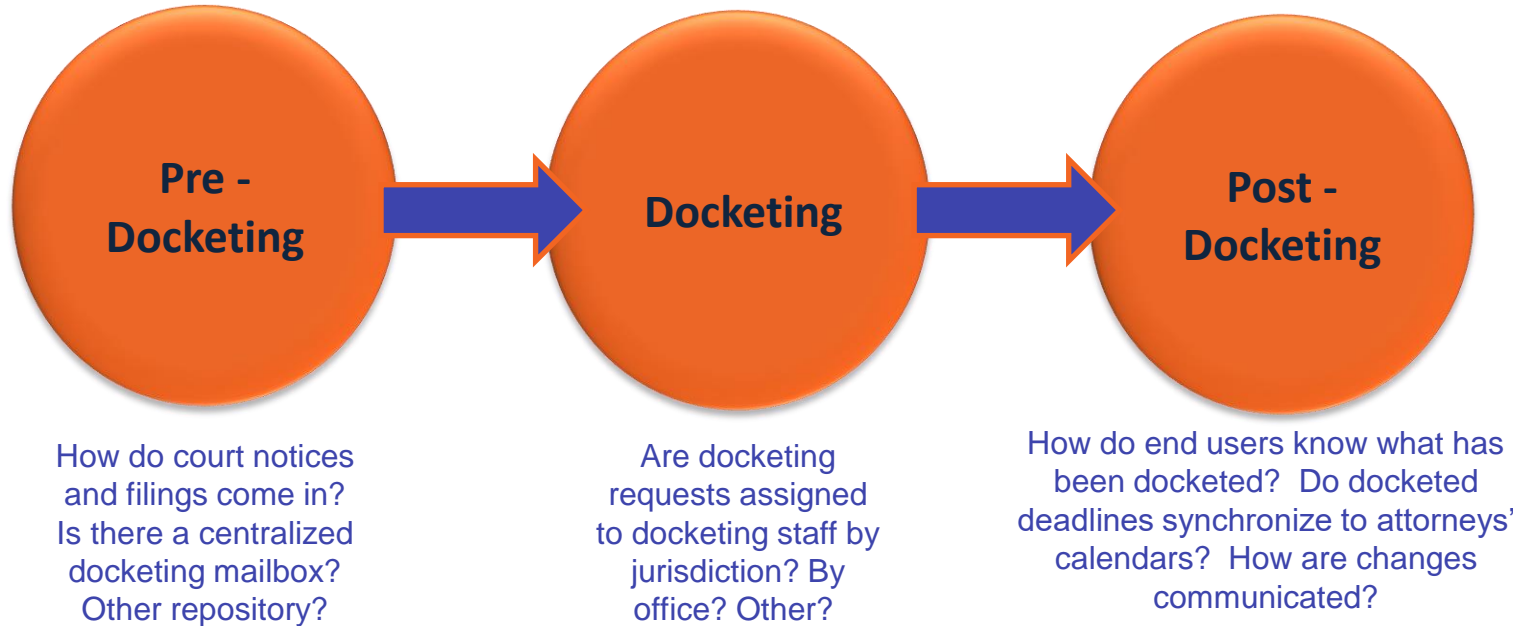 Pre -
Docketing
Docketing
Post -
Docketing
How do court notices
and filings come in?
Is there a centralized
docketing mailbox?
Other repository?
Are docketing
requests assigned
to docketing staff by
jurisdiction? By
office? Other?
How do end users know what has
been docketed?  Do docketed
deadlines synchronize to attorneys’
calendars?  How are changes
communicated?